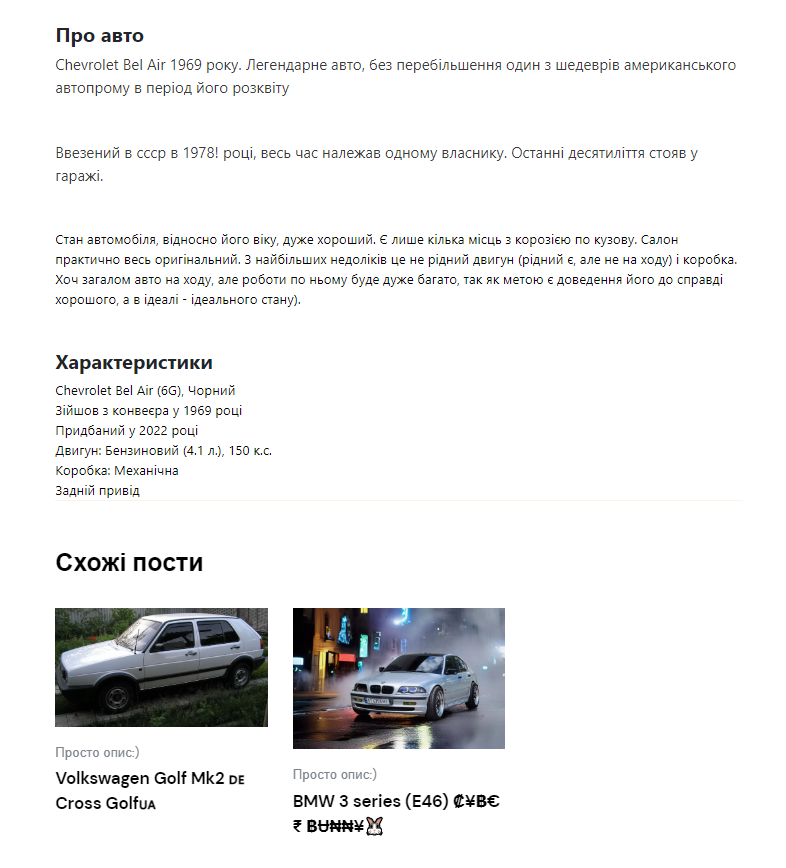 Про авто
Chevrolet Bel Air 1969 року. Легендарне авто, без перебільшення один з шедеврів американського
автопрому в період його розквіту
Ввезений в ссср в 1978! році, весь час належав одному власнику. Останні десятиліття стояв у
гаражі.
Стан автомобіля, відносно його віку, дуже хороший. Є лише кілька місць з корозією по кузову. Салон
практично весь оригінальний. З найбільших недоліків це не рідний двигун (рідний є, але не на ходу) і коробка.
Хоч загалом авто на ходу, але роботи по ньому буде дуже багато, так як метою є доведення його до справді
хорошого, а в ідеалі - ідеального стану).
Характеристики
Chevrolet Bel Air (6G), Чорний
Зійшов з конвеєра у 1969 році
Придбаний у 2022 році
Двигун: Бензиновий (4.1 л.), 150 к.с.
Коробка: Механічна
Задній привід
Схожі пости
Просто опис:)
Volkswagen Golf Mk2 ᴅᴇ
Cross Golfᴜᴀ
Просто опис:)
BMW 3 series (E46) ₡¥฿€
₹ ฿Ʉ₦₦¥🐰